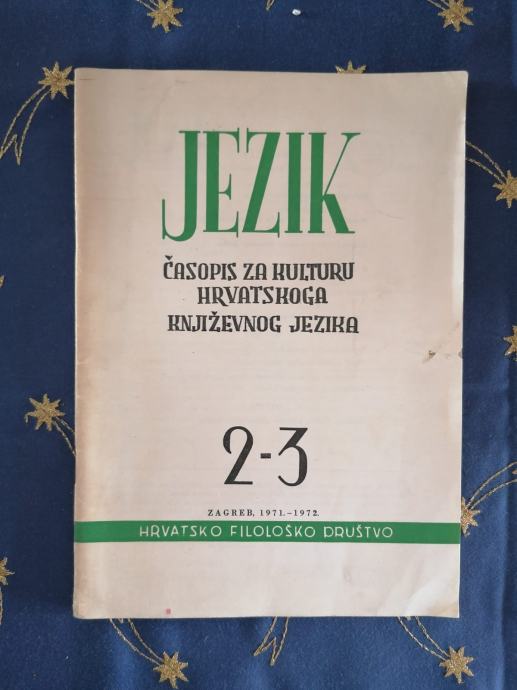 JEZIK
ČASOPIS ZA KULTURU
HRVATSKOGA
KNJIŽEVNOG JEZIKA
2-3
ZAGREB, 1971.-1972.
HRVATSKO FILOLOŠKO DRUŠTVO